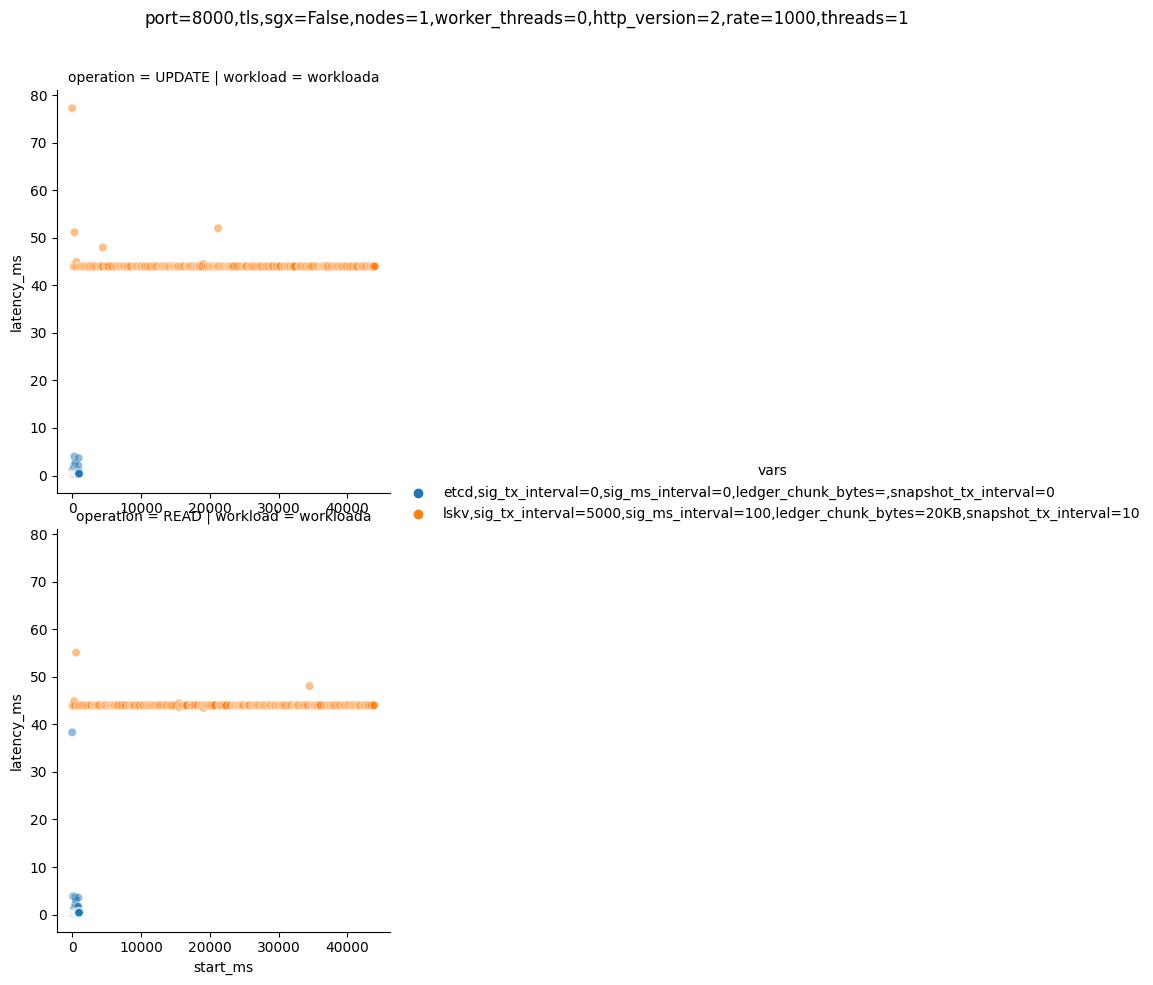 port=8000,tls,sgx=False,nodes=1,worker_threads=0,http_version=2,rate=1000,threads=1
operation = UPDATE | workload = workloada
80
70
60
50
40
30
20
10
0
latency_ms
0 10000 20000 30000 40000
vars
etcd,sig_tx_interval=0,sig_ms_interval=0,ledger_chunk_bytes=,snapshot_tx_interval=0
lskv,sig_tx_interval=5000,sig_ms_interval=100,ledger_chunk_bytes=20KB,snapshot_tx_interval=10
operation = READ | workload = workloada
80
70
60
50
40
30
20
10
0
latency_ms
0 10000 20000 30000 40000
start_ms